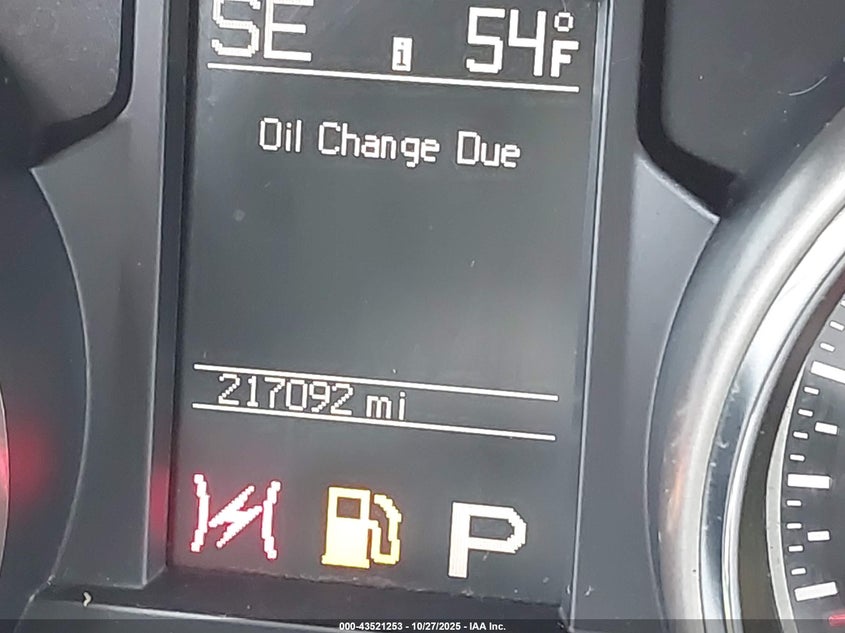 SE i 54°F
Oil Change Due
217092 mi
P
000-43521253 - 10/27/2025 - IAA Inc.